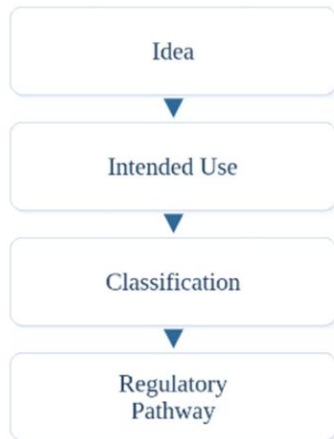 Idea
Intended Use
Classification
Regulatory
Pathway